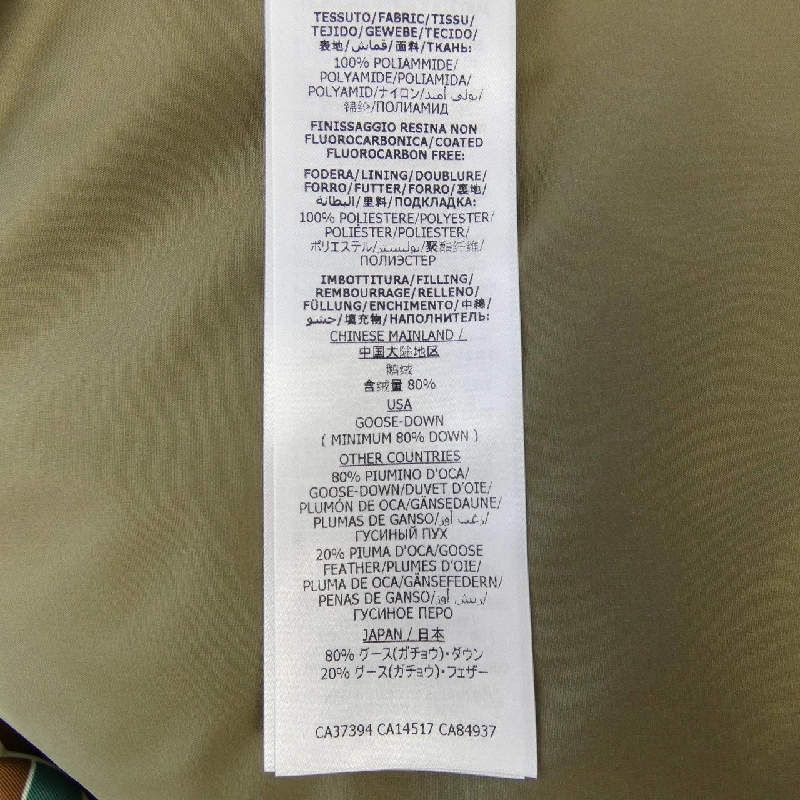 TESSUTO/FABRIC/TISSU/
TEJIDO/GEWEBE/TECIDO/
表地/قماش/面料/ТКАНЬ:
100% POLIAMMIDE/
POLYAMIDE/POLIAMIDA/
POLYAMID/ナイロン/بولي أميد/
锦纶/ПОЛИАМИД
FINISSAGGIO RESINA NON
FLUOROCARBONICA/COATED
FLUOROCARBON FREE:
FODERA/LINING/DOUBLURE/
FORRO/FUTTER/FORRO/裏地/
البطانة/里料/ПОДКЛАДКА:
100% POLIESTERE/POLYESTER/
POLIÉSTER/POLIESTER/
ポリエステル/بوليستر/聚酯纤维/
ПОЛИЭСТЕР
IMBOTTITURA/FILLING/
REMBOURRAGE/RELLENO/
FÜLLUNG/ENCHIMENTO/中綿/
حشو/填充物/НАПОЛНИТЕЛЬ:
CHINESE MAINLAND /
中国大陆地区
鹅绒
含绒量 80%
USA
GOOSE-DOWN
( MINIMUM 80% DOWN )
OTHER COUNTRIES
80% PIUMINO D'OCA/
GOOSE-DOWN/DUVET D'OIE/
PLUMÓN DE OCA/GÄNSEDAUNE/
PLUMAS DE GANSO/زغب أوز/
ГУСИНЫЙ ПУХ
20% PIUMA D'OCA/GOOSE
FEATHER/PLUMES D'OIE/
PLUMA DE OCA/GÄNSEFEDERN/
PENAS DE GANSO/ريش أوز/
ГУСИНОЕ ПЕРО
JAPAN / 日本
80% グース(ガチョウ)・ダウン
20% グース(ガチョウ)・フェザー
CA37394 CA14517 CA84937